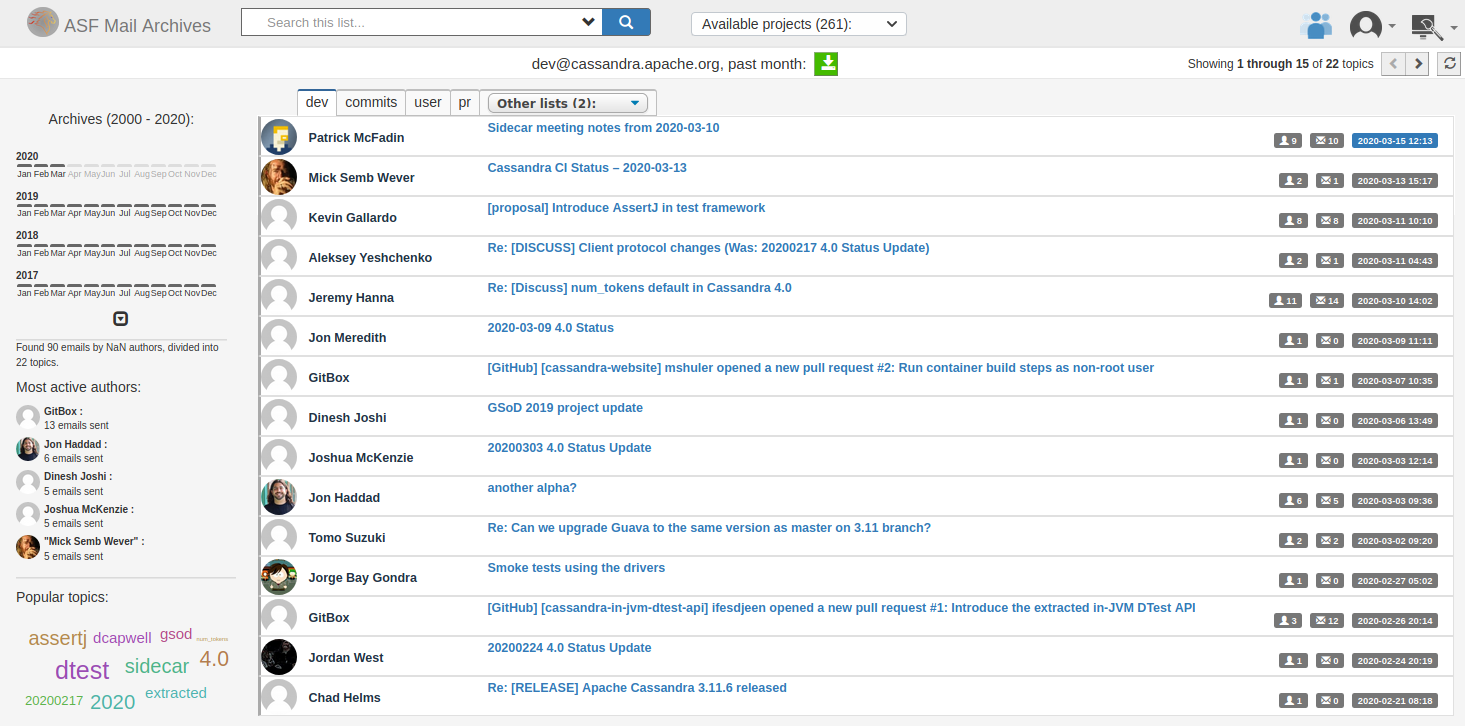 ASF Mail Archives
Search this list...
Available projects (261):
dev@cassandra.apache.org, past month:
Showing 1 through 15 of 22 topics
Archives (2000 - 2020):
2020
Jan Feb Mar Apr May Jun Jul Aug Sep Oct Nov Dec
2019
Jan Feb Mar Apr May Jun Jul Aug Sep Oct Nov Dec
2018
Jan Feb Mar Apr May Jun Jul Aug Sep Oct Nov Dec
2017
Jan Feb Mar Apr May Jun Jul Aug Sep Oct Nov Dec
Found 90 emails by NaN authors, divided into
22 topics.
Most active authors:
GitBox :
13 emails sent
Jon Haddad :
6 emails sent
Dinesh Joshi :
5 emails sent
Joshua McKenzie :
5 emails sent
"Mick Semb Wever" :
5 emails sent
Popular topics:
assertj dcapwell gsod num_tokens
dtest sidecar 4.0
20200217 2020 extracted
dev commits user pr Other lists (2):
Patrick McFadin Sidecar meeting notes from 2020-03-10 9 10 2020-03-15 12:13
Mick Semb Wever Cassandra CI Status – 2020-03-13 2 1 2020-03-13 15:17
Kevin Gallardo [proposal] Introduce AssertJ in test framework 8 8 2020-03-11 10:10
Aleksey Yeshchenko Re: [DISCUSS] Client protocol changes (Was: 20200217 4.0 Status Update) 2 1 2020-03-11 04:43
Jeremy Hanna Re: [Discuss] num_tokens default in Cassandra 4.0 11 14 2020-03-10 14:02
Jon Meredith 2020-03-09 4.0 Status 1 0 2020-03-09 11:11
GitBox [GitHub] [cassandra-website] mshuler opened a new pull request #2: Run container build steps as non-root user 1 1 2020-03-07 10:35
Dinesh Joshi GSoD 2019 project update 1 0 2020-03-06 13:49
Joshua McKenzie 20200303 4.0 Status Update 1 0 2020-03-03 12:14
Jon Haddad another alpha? 6 5 2020-03-03 09:36
Tomo Suzuki Re: Can we upgrade Guava to the same version as master on 3.11 branch? 2 2 2020-03-02 09:20
Jorge Bay Gondra Smoke tests using the drivers 1 0 2020-02-27 05:02
GitBox [GitHub] [cassandra-in-jvm-dtest-api] ifesdjeen opened a new pull request #1: Introduce the extracted in-JVM DTest API 3 12 2020-02-26 20:14
Jordan West 20200224 4.0 Status Update 1 0 2020-02-24 20:19
Chad Helms Re: [RELEASE] Apache Cassandra 3.11.6 released 1 0 2020-02-21 08:18